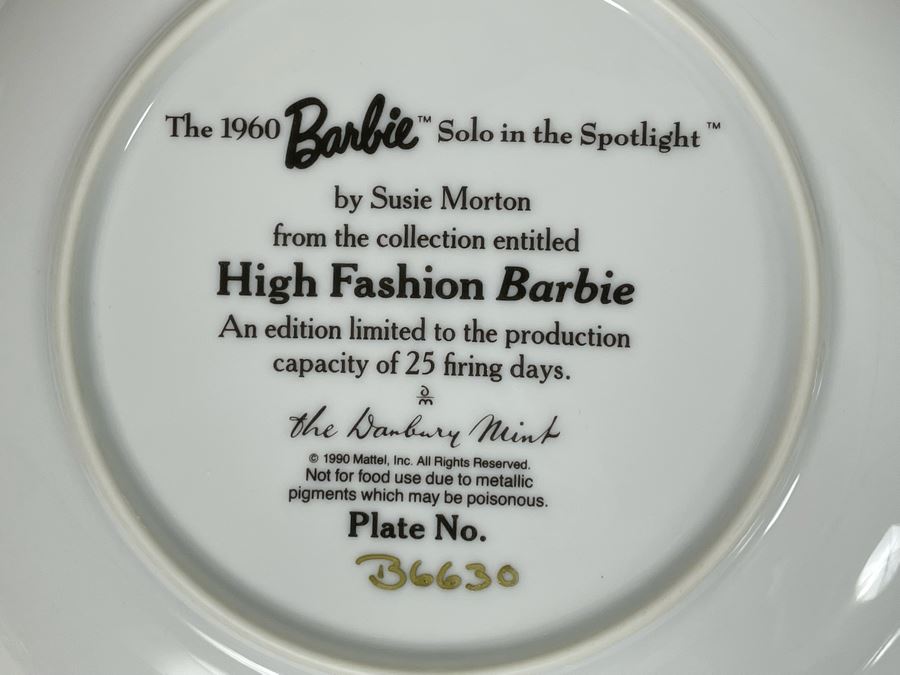 The 1960 Barbie™ Solo in the Spotlight™
by Susie Morton
from the collection entitled
High Fashion Barbie
An edition limited to the production
capacity of 25 firing days.
the Danbury Mint
© 1990 Mattel, Inc. All Rights Reserved.
Not for food use due to metallic
pigments which may be poisonous.
Plate No.
B6630